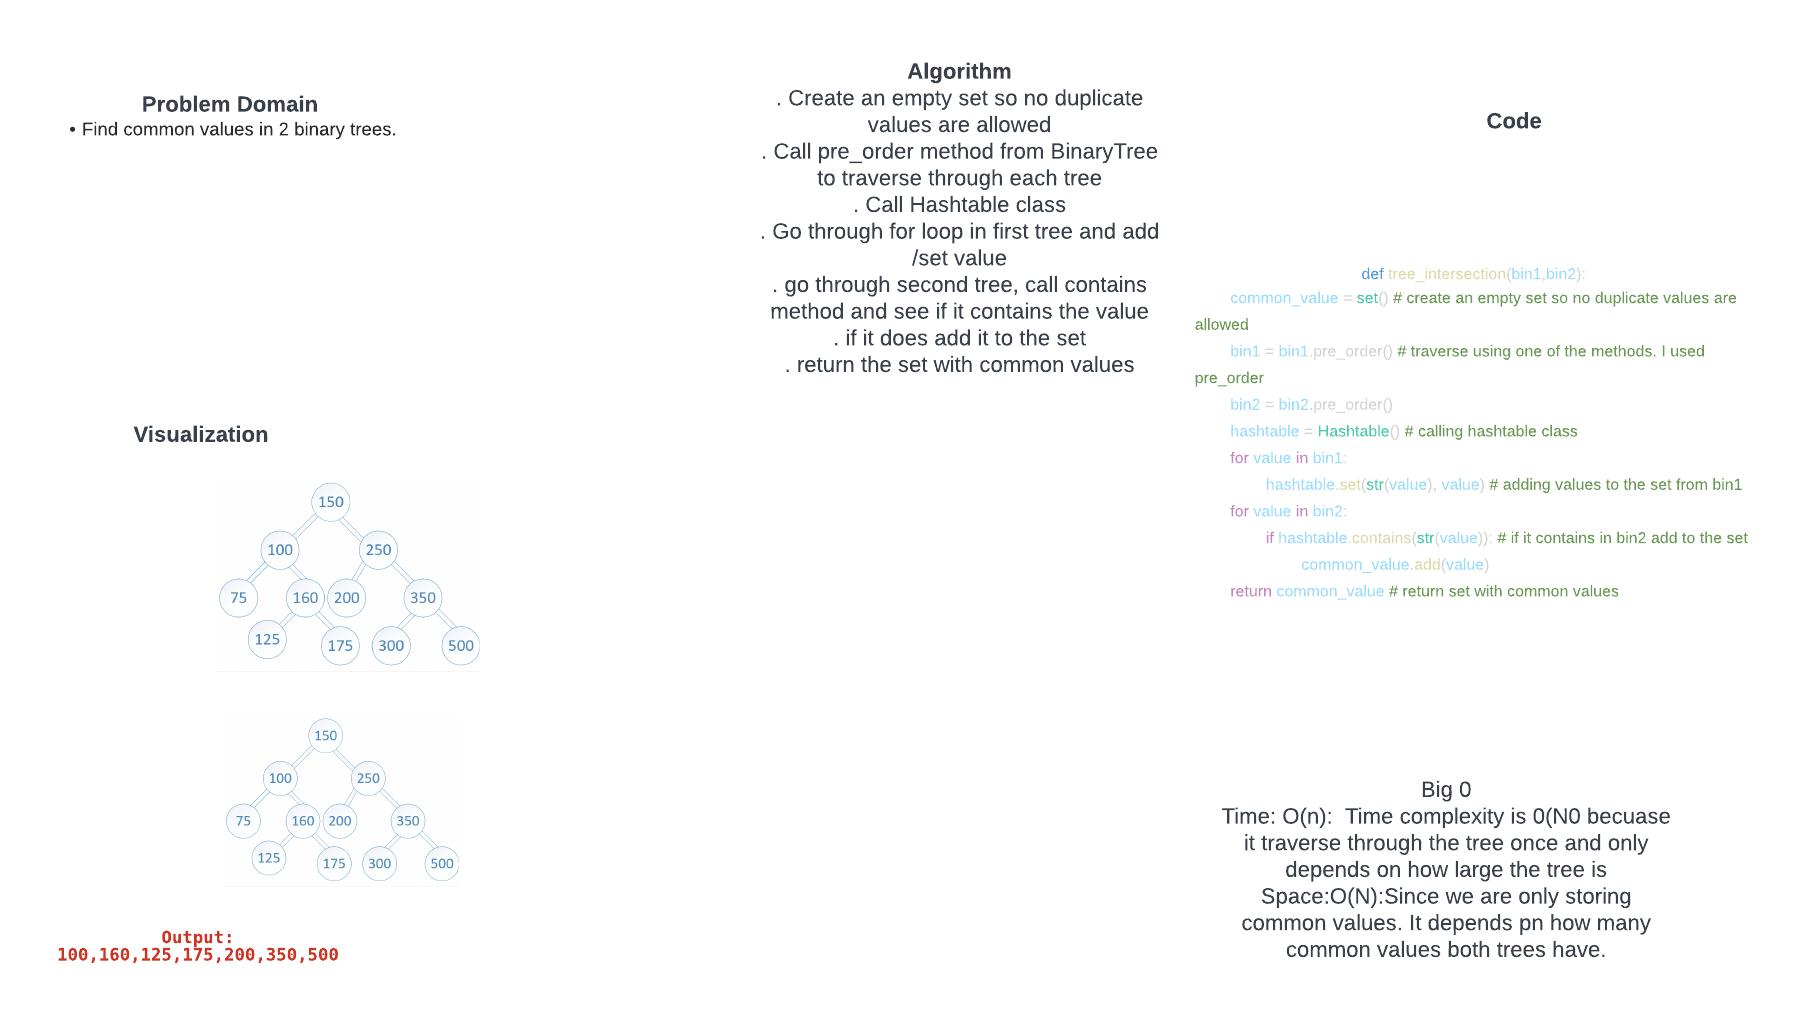 Problem Domain
• Find common values in 2 binary trees.
Visualization
150
100 250
75 160 200 350
125 175 300 500
150
100 250
75 160 200 350
125 175 300 500
Output:
100,160,125,175,200,350,500
Algorithm
. Create an empty set so no duplicate
values are allowed
. Call pre_order method from BinaryTree
to traverse through each tree
. Call Hashtable class
. Go through for loop in first tree and add
/set value
. go through second tree, call contains
method and see if it contains the value
. if it does add it to the set
. return the set with common values
Code
def tree_intersection(bin1,bin2):
common_value = set() # create an empty set so no duplicate values are
allowed
bin1 = bin1.pre_order() # traverse using one of the methods. I used
pre_order
bin2 = bin2.pre_order()
hashtable = Hashtable() # calling hashtable class
for value in bin1:
hashtable.set(str(value), value) # adding values to the set from bin1
for value in bin2:
if hashtable.contains(str(value)): # if it contains in bin2 add to the set
common_value.add(value)
return common_value # return set with common values
Big 0
Time: O(n):  Time complexity is 0(N0 becuase
it traverse through the tree once and only
depends on how large the tree is
Space:O(N):Since we are only storing
common values. It depends pn how many
common values both trees have.